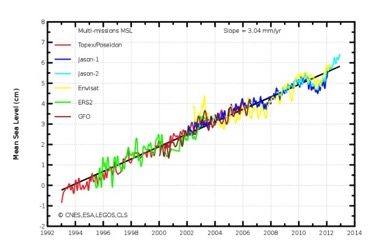 Multi-missions MSL
Slope = 3.04 mm/yr
Topex/Poseidon
Jason-1
Jason-2
Envisat
ERS2
GFO
Mean Sea Level (cm)
8
7
6
5
4
3
2
1
0
-1
-2
© CNES,ESA,LEGOS,CLS
1992 1994 1996 1998 2000 2002 2004 2006 2008 2010 2012 2014